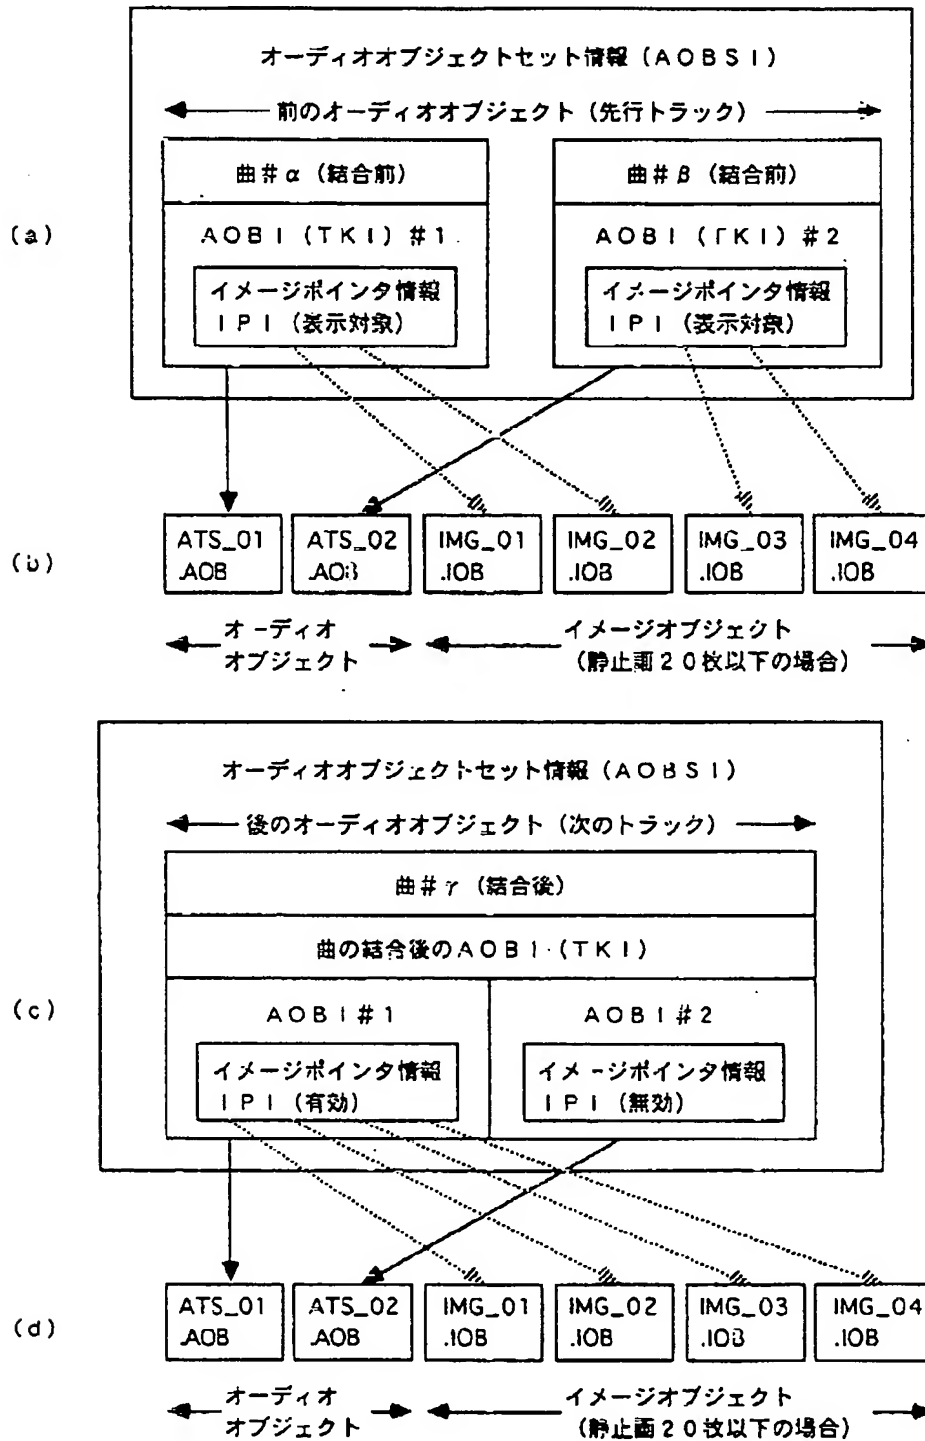 オーディオオブジェクトセット情報（ＡＯＢＳＩ）
前のオーディオオブジェクト（先行トラック）
曲＃α（結合前）
曲＃β（結合前）
(a)
ＡＯＢＩ（ＴＫＩ）＃１
ＡＯＢＩ（ＴＫＩ）＃２
イメージポインタ情報
ＩＰＩ（表示対象）
イメージポインタ情報
ＩＰＩ（表示対象）
(b)
ATS_01
.AOB
ATS_02
.AOB
IMG_01
.IOB
IMG_02
.IOB
IMG_03
.IOB
IMG_04
.IOB
オーディオ
オブジェクト
イメージオブジェクト
（静止画２０枚以下の場合）
オーディオオブジェクトセット情報（ＡＯＢＳＩ）
後のオーディオオブジェクト（次のトラック）
曲＃γ（結合後）
曲の結合後のＡＯＢＩ（ＴＫＩ）
(c)
ＡＯＢＩ＃１
ＡＯＢＩ＃２
イメージポインタ情報
ＩＰＩ（有効）
イメージポインタ情報
ＩＰＩ（無効）
(d)
ATS_01
.AOB
ATS_02
.AOB
IMG_01
.IOB
IMG_02
.IOB
IMG_03
.IOB
IMG_04
.IOB
オーディオ
オブジェクト
イメージオブジェクト
（静止画２０枚以下の場合）